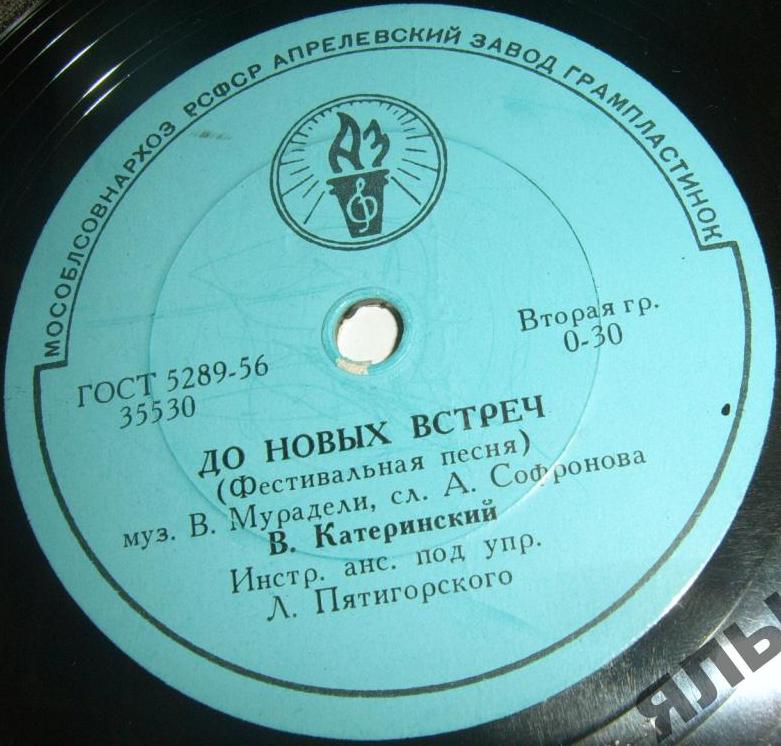 МОСОБЛСОВНАРХОЗ РСФСР АПРЕЛЕВСКИЙ ЗАВОД ГРАМПЛАСТИНОК
АЗ
Вторая гр.
0-30
ГОСТ 5289-56
35530
ДО НОВЫХ ВСТРЕЧ
(Фестивальная песня)
муз. В. Мурадели, сл. А. Софронова
В. Катеринский
Инстр. анс. под упр.
Л. Пятигорского